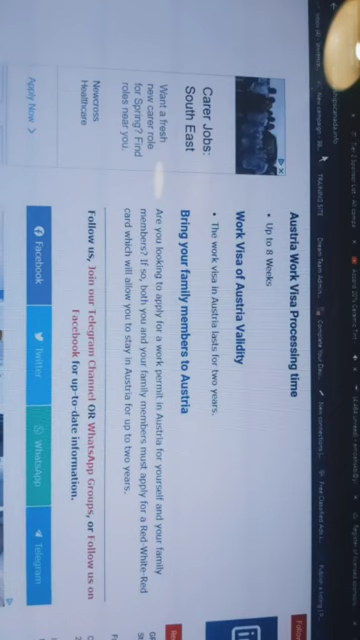 TRAINING SITE
Carer Jobs:
South East
Want a fresh
new carer role
for Spring? Find
roles near you.
Newcross
Healthcare
Apply Now >
Austria Work Visa Processing time
• Up to 8 Weeks
Work Visa of Austria Validity
• The work visa in Austria lasts for two years.
Bring your family members to Austria
Are you looking to apply for a work permit in Austria for yourself and your family
members? If so, both you and your family members must apply for a Red-White-Red
card which will allow you to stay in Austria for up to two years.
Follow us, Join our Telegram Channel OR WhatsApp Groups, or Follow us on
Facebook for up-to-date information.
Facebook
Twitter
WhatsApp
Telegram